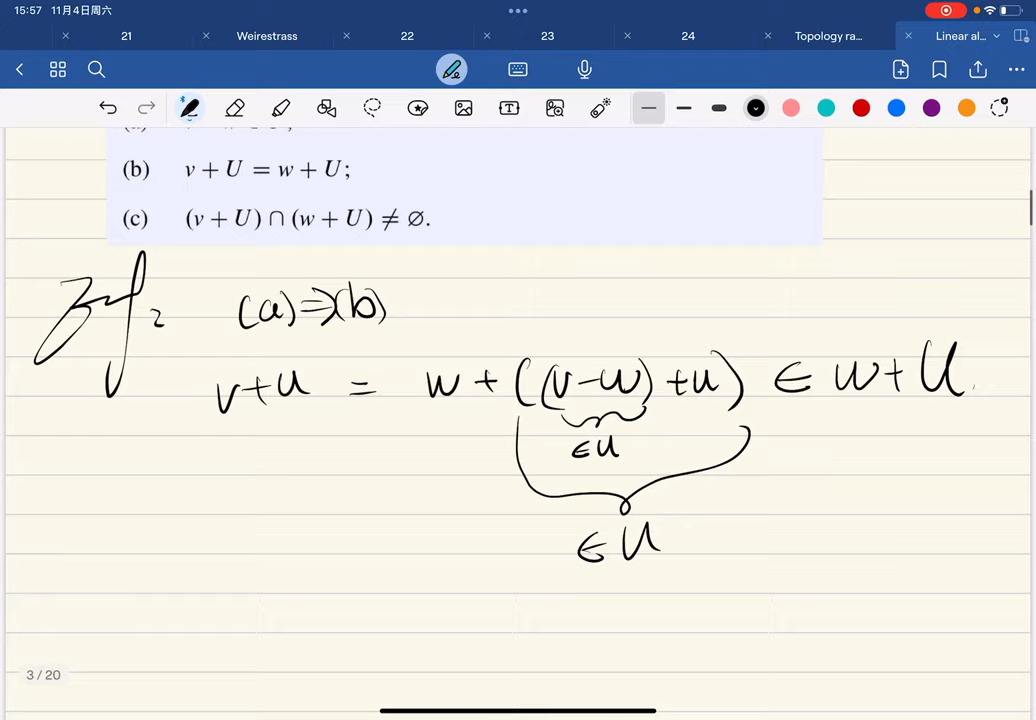 15:57 11月4日周六
21 Weirestrass 22 23 24 Topology ra... Linear al...
(b) v + U = w + U;
(c) (v + U) ∩ (w + U) ≠ ∅.
(a)⇒(b)
v+u = w + ((v-w)+u) ∈ w+U.
∈U
∈U
3 / 20